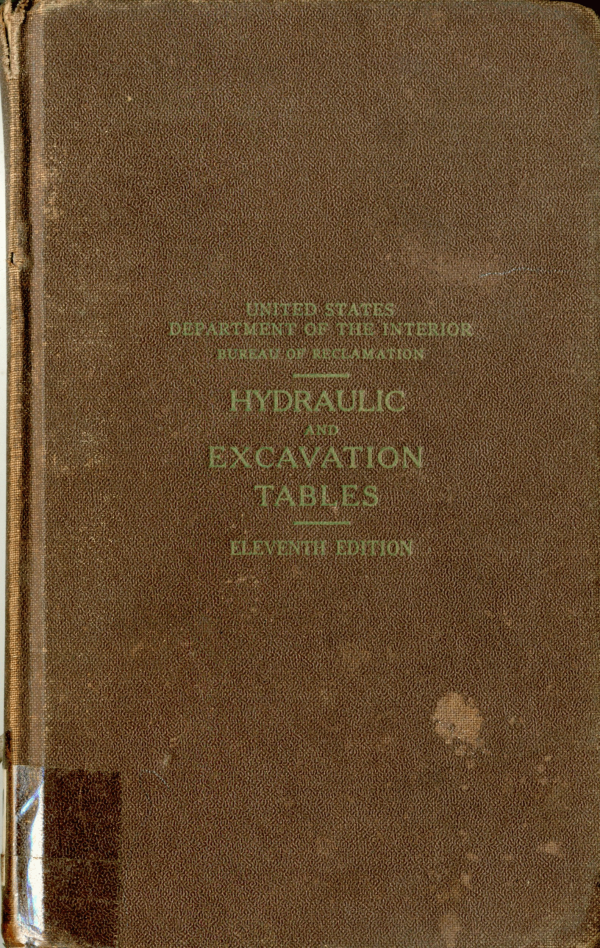 UNITED STATES
DEPARTMENT OF THE INTERIOR
BUREAU OF RECLAMATION
HYDRAULIC
AND
EXCAVATION
TABLES
ELEVENTH EDITION